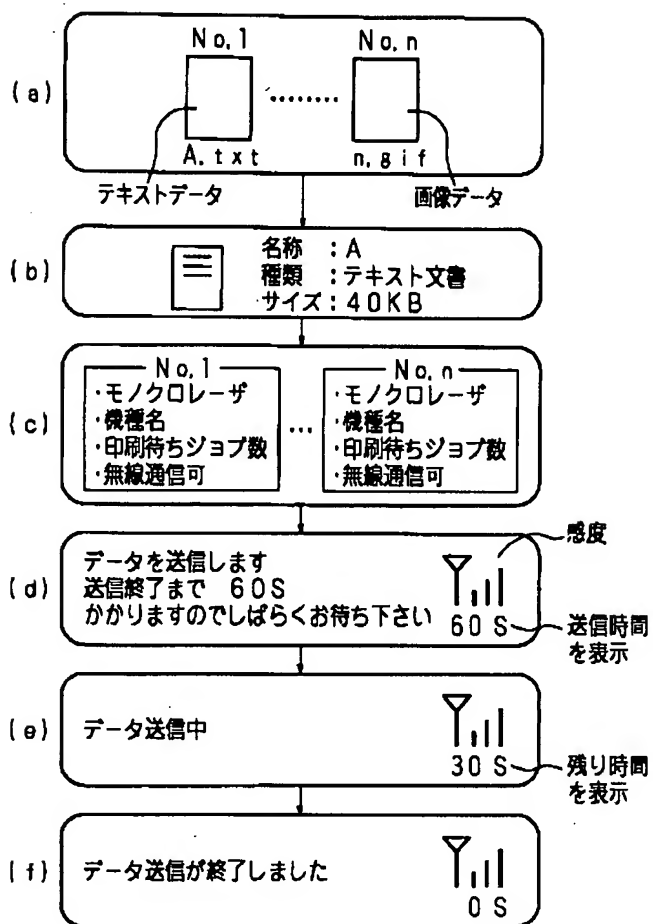 (a)
No.1 No.n
A.txt n.gif
テキストデータ 画像データ
(b)
名称 : A
種類 : テキスト文書
サイズ : 40KB
(c)
No.1 No.n
・モノクロレーザ ・モノクロレーザ
・機種名 ・機種名
・印刷待ちジョブ数 ・印刷待ちジョブ数
・無線通信可 ・無線通信可
...
(d)
データを送信します
送信終了まで 60S
かかりますのでしばらくお待ち下さい
60 S
感度
送信時間
を表示
(e)
データ送信中
30 S
残り時間
を表示
(f)
データ送信が終了しました
0 S